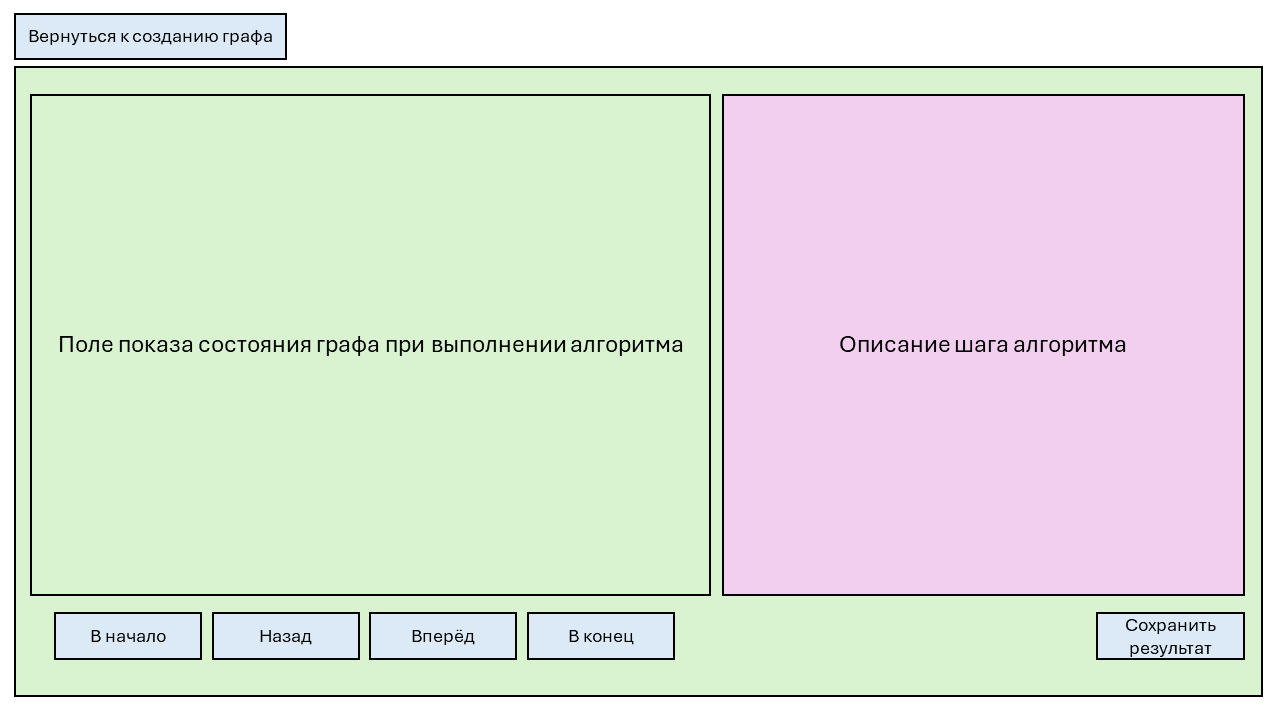 Вернуться к созданию графа
Поле показа состояния графа при выполнении алгоритма
Описание шага алгоритма
В начало
Назад
Вперёд
В конец
Сохранить
результат